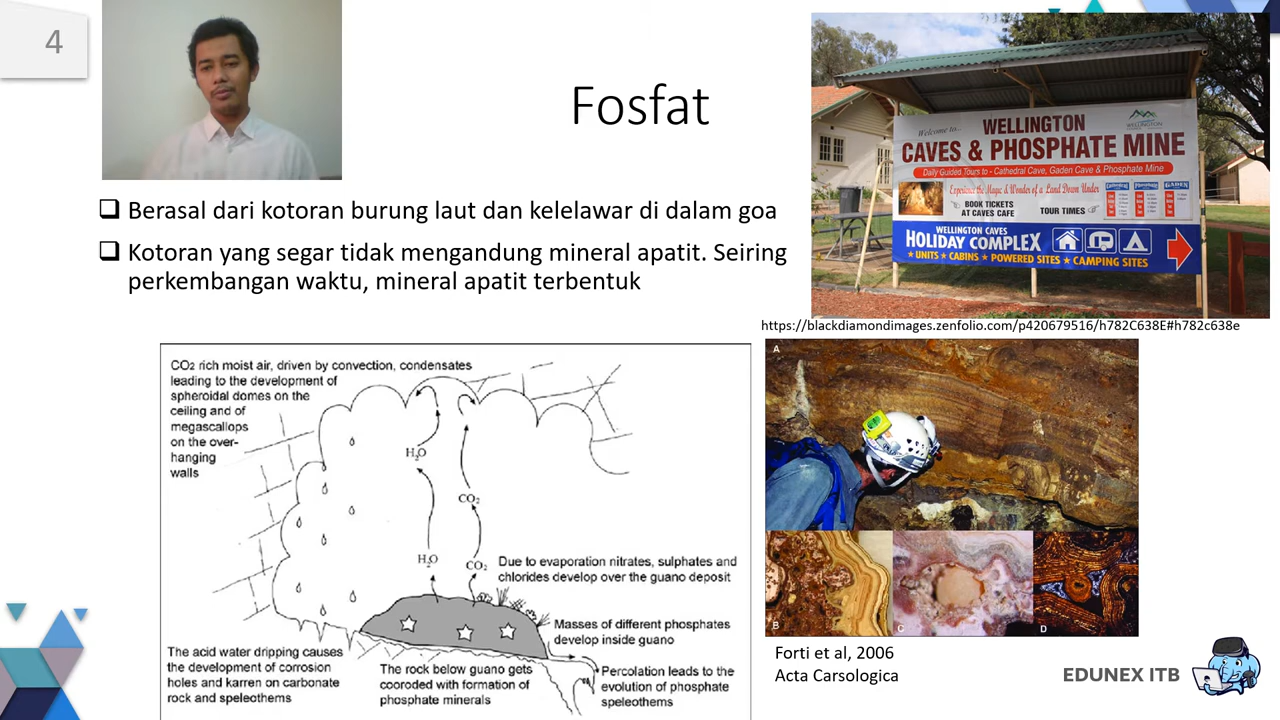 4
Fosfat
❑ Berasal dari kotoran burung laut dan kelelawar di dalam goa
❑ Kotoran yang segar tidak mengandung mineral apatit. Seiring
perkembangan waktu, mineral apatit terbentuk
Welcome to...
WELLINGTON
CAVES & PHOSPHATE MINE
Daily Guided Tours to - Cathedral Cave, Gaden Cave & Phosphate Mine
Experience the Magic & Wonder of a Land Down Under
BOOK TICKETS
AT CAVES CAFE
TOUR TIMES
WELLINGTON CAVES
HOLIDAY COMPLEX
★ UNITS ★ CABINS ★ POWERED SITES ★ CAMPING SITES
WELLINGTON
Cathedral
Phosphate
GADEN
https://blackdiamondimages.zenfolio.com/p420679516/h782C638E#h782c638e
CO2 rich moist air, driven by convection, condensates
leading to the development of
spheroidal domes on the
ceiling and of
megascallops
on the over-
hanging
walls
H2O
CO2
H2O
CO2
Due to evaporation nitrates, sulphates and
chlorides develop over the guano deposit
Masses of different phosphates
develop inside guano
The acid water dripping causes
the development of corrosion
holes and karren on carbonate
rock and speleothems
The rock below guano gets
cooroded with formation of
phosphate minerals
Percolation leads to the
evolution of phosphate
speleothems
A
B
C
D
Forti et al, 2006
Acta Carsologica
EDUNEX ITB